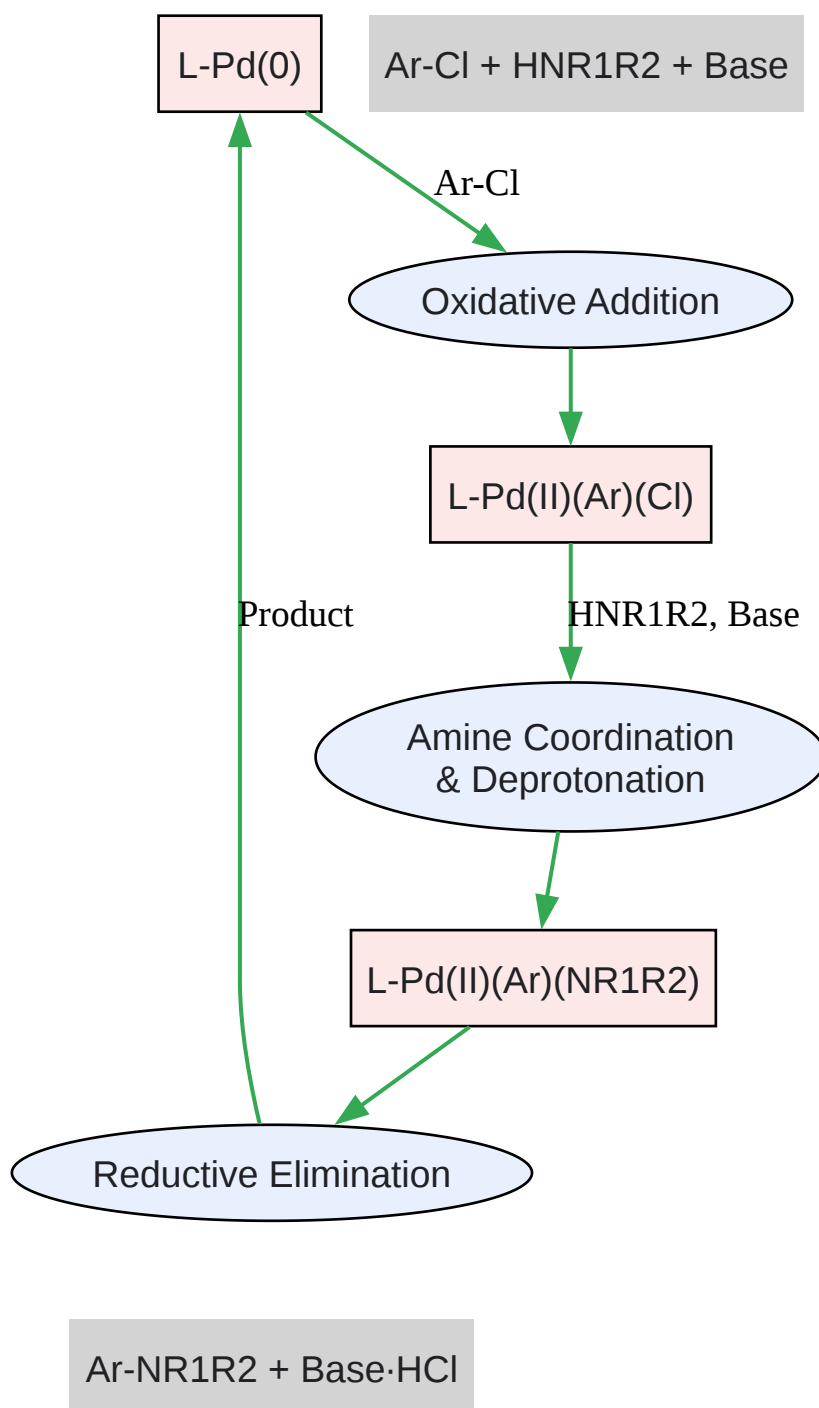 L-Pd(0)
Ar-Cl + HNR1R2 + Base
Ar-Cl
Oxidative Addition
L-Pd(II)(Ar)(Cl)
Product
HNR1R2, Base
Amine Coordination
& Deprotonation
L-Pd(II)(Ar)(NR1R2)
Reductive Elimination
Ar-NR1R2 + Base·HCl